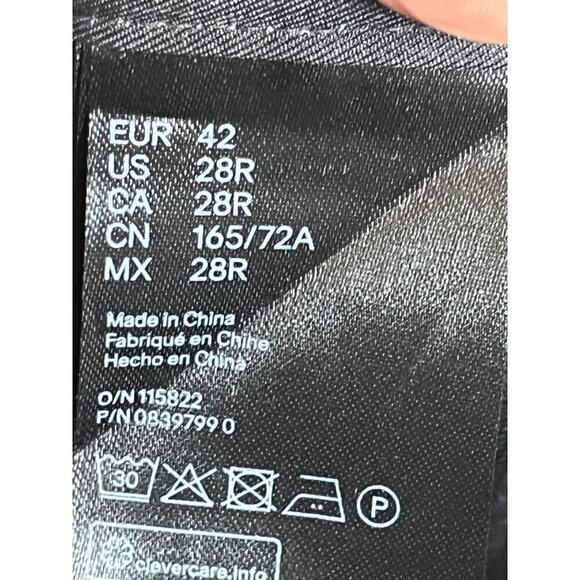 EUR 42
US 28R
CA 28R
CN 165/72A
MX 28R
Made in China
Fabriqué en Chine
Hecho en China
O/N 115822
P/N 0839799 0
30 P
clevercare.info